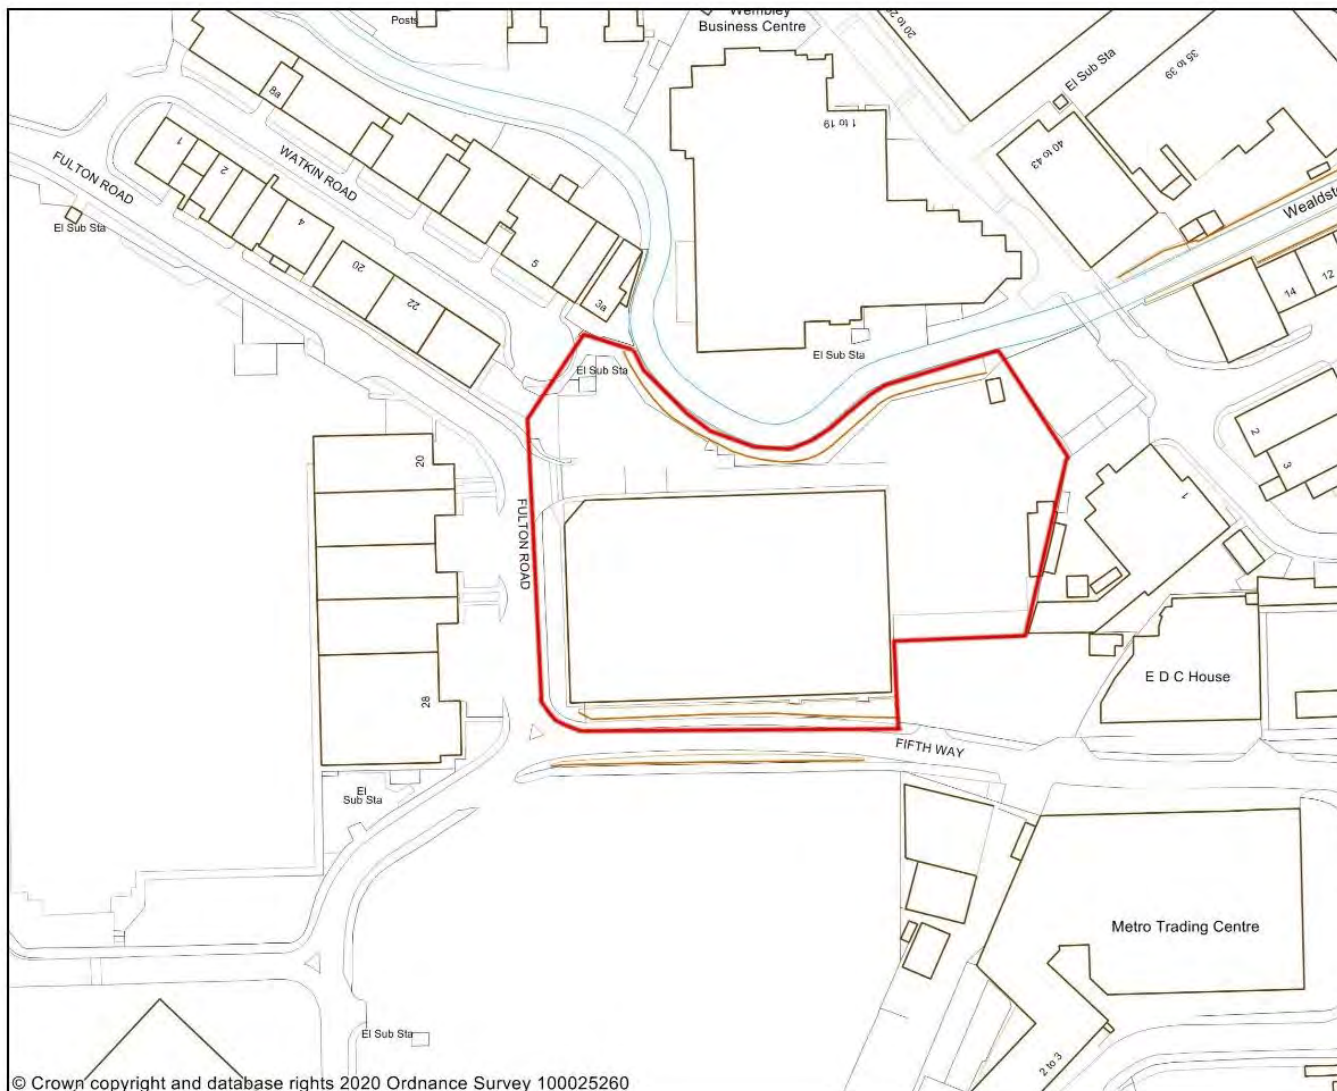 Posts
Wembley
Business Centre
20 to
El Sub Sta
35 to 39
8a
1 to 19
40 to 43
1
2
WATKIN ROAD
FULTON ROAD
4
El Sub Sta
20
22
5
3a
14
12
El Sub Sta
El Sub Sta
2
3
20
1
FULTON ROAD
E D C House
28
FIFTH WAY
El
Sub Sta
Metro Trading Centre
El Sub Sta
2 to 3
© Crown copyright and database rights 2020 Ordnance Survey 100025260